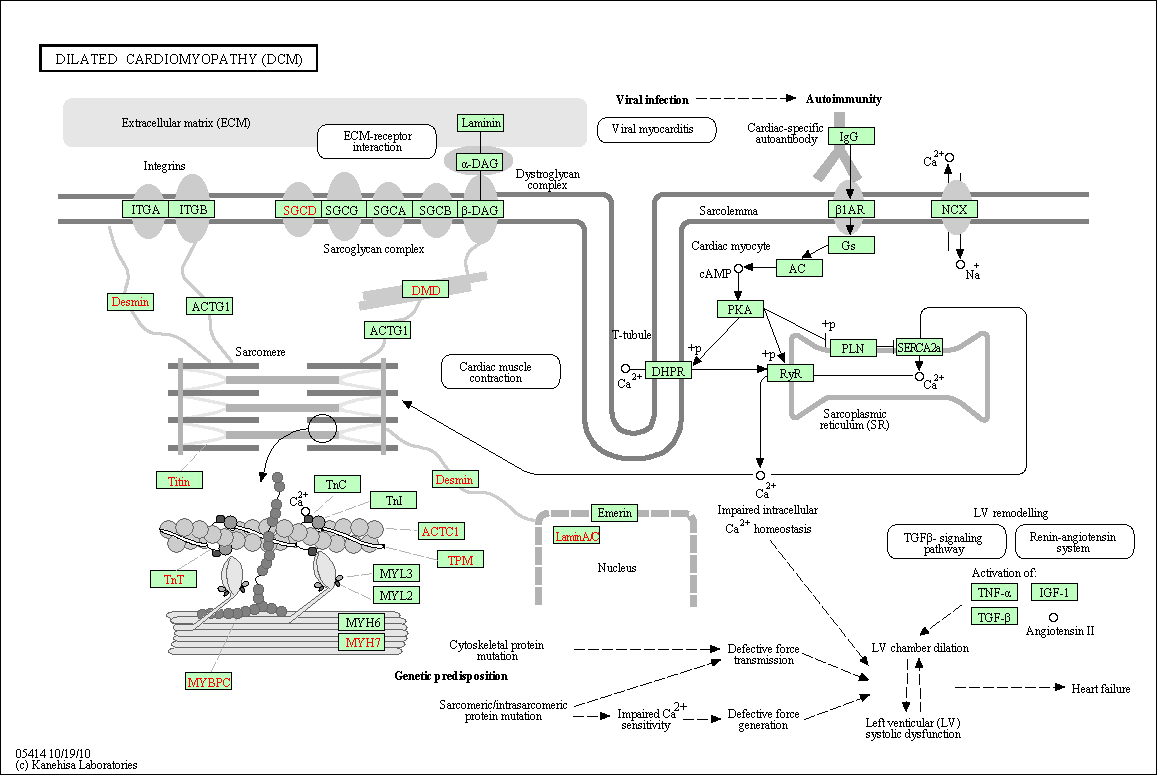 DILATED CARDIOMYOPATHY (DCM)
Viral infection
Autoimmunity
Extracellular matrix (ECM)
ECM-receptor
interaction
Laminin
Viral myocarditis
Cardiac-specific
autoantibody
IgG
Ca2+
Integrins
α-DAG
Dystroglycan
complex
ITGA
ITGB
SGCD
SGCG
SGCA
SGCB
β-DAG
Sarcolemma
β1AR
NCX
Sarcoglycan complex
Cardiac myocyte
Gs
cAMP
AC
Na+
Desmin
ACTG1
DMD
PKA
ACTG1
T-tubule
+p
+p
+p
PLN
SERCA2a
Sarcomere
Cardiac muscle
contraction
Ca2+
DHPR
RyR
Ca2+
Sarcoplasmic
reticulum (SR)
Titin
Desmin
TnC
Ca2+
TnI
Ca2+
Emerin
Impaired intracellular
Ca2+ homeostasis
LV remodelling
ACTC1
LaminA/C
TGFβ- signaling
pathway
Renin-angiotensin
system
TPM
TnT
MYL3
MYL2
Nucleus
Activation of:
TNF-α
IGF-1
MYH6
MYH7
TGF-β
Angiotensin II
MYBPC
Cytoskeletal protein
mutation
Defective force
transmission
LV chamber dilation
Genetic predisposition
Heart failure
Sarcomeric/intrasarcomeric
protein mutation
Impaired Ca2+
sensitivity
Defective force
generation
Left venticular (LV)
systolic dysfunction
05414 10/19/10
(c) Kanehisa Laboratories